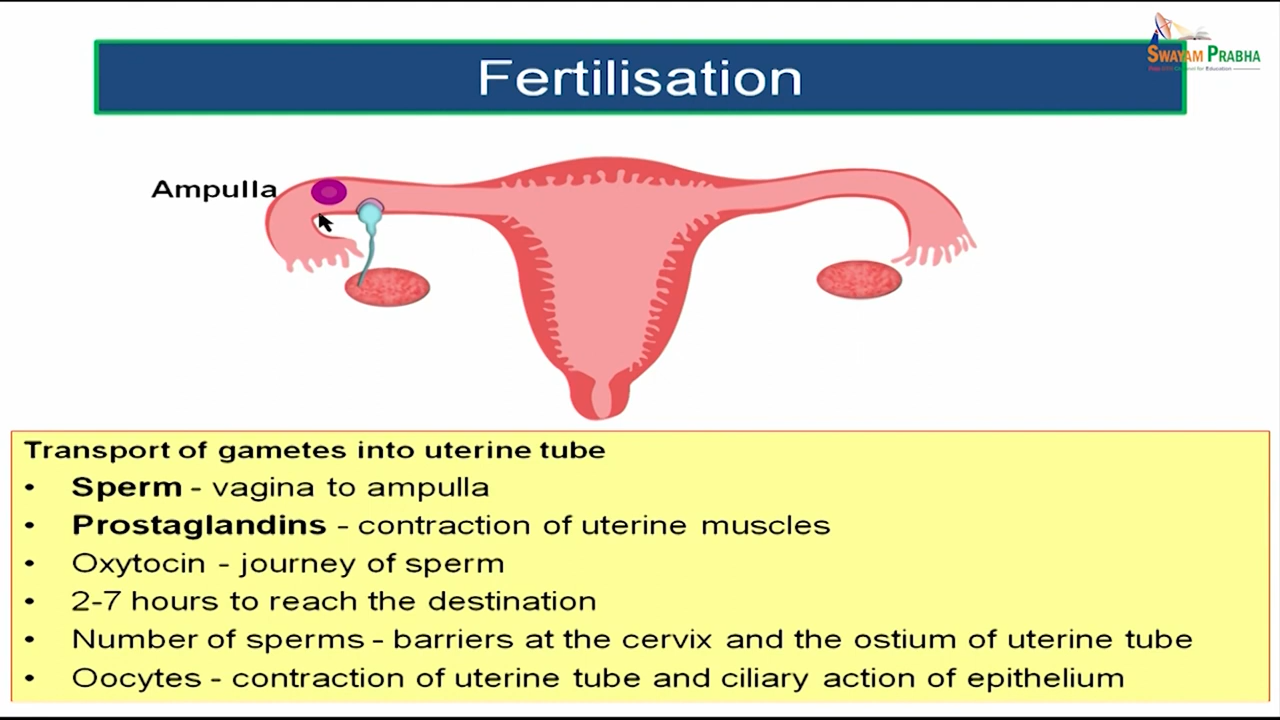 SWAYAM PRABHA
Fertilisation
Ampulla
Transport of gametes into uterine tube
• Sperm - vagina to ampulla
• Prostaglandins - contraction of uterine muscles
• Oxytocin - journey of sperm
• 2-7 hours to reach the destination
• Number of sperms - barriers at the cervix and the ostium of uterine tube
• Oocytes - contraction of uterine tube and ciliary action of epithelium